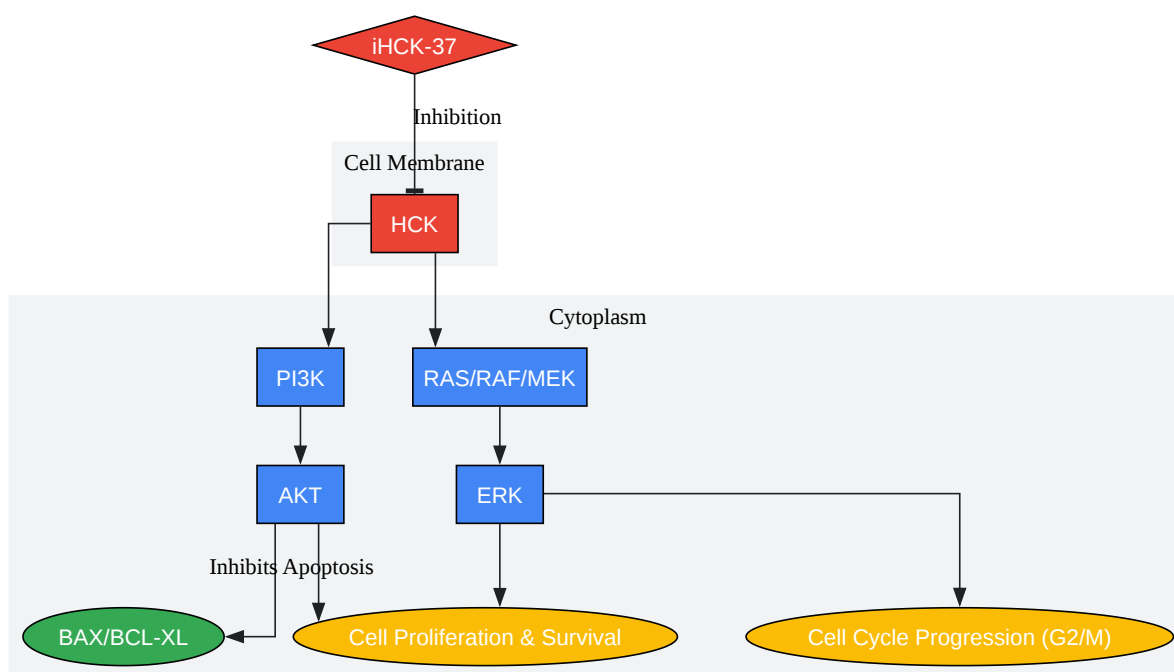 iHCK-37
Inhibition
Cell Membrane
HCK
Cytoplasm
PI3K
RAS/RAF/MEK
AKT
ERK
Inhibits Apoptosis
BAX/BCL-XL
Cell Proliferation & Survival
Cell Cycle Progression (G2/M)